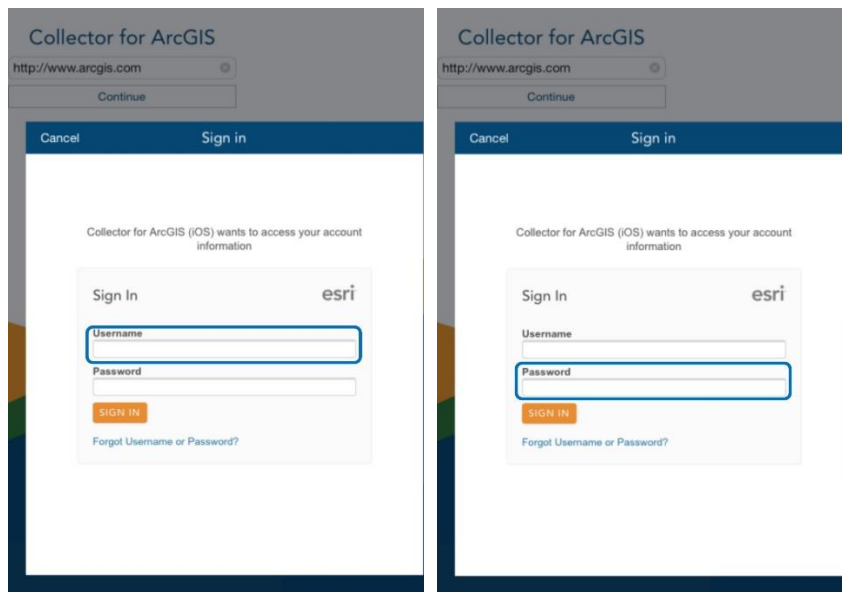 Collector for ArcGIS
http://www.arcgis.com
Continue
Cancel
Sign in
Collector for ArcGIS (iOS) wants to access your account
information
Sign In
esri
Username
Password
SIGN IN
Forgot Username or Password?
Collector for ArcGIS
http://www.arcgis.com
Continue
Cancel
Sign in
Collector for ArcGIS (iOS) wants to access your account
information
Sign In
esri
Username
Password
SIGN IN
Forgot Username or Password?